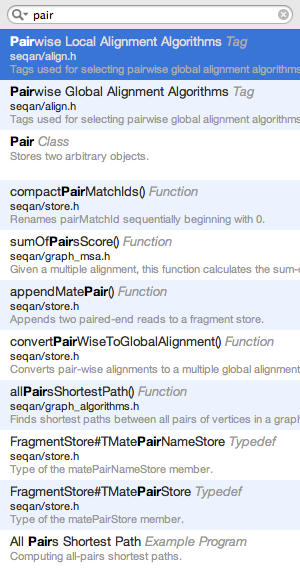 pair
Pairwise Local Alignment Algorithms Tag
seqan/align.h
Tags used for selecting pairwise global alignment algorithms
Pairwise Global Alignment Algorithms Tag
seqan/align.h
Tags used for selecting pairwise global alignment algorithms
Pair Class
Stores two arbitrary objects.
compactPairMatchIds() Function
seqan/store.h
Renames pairMatchId sequentially beginning with 0.
sumOfPairsScore() Function
seqan/graph_msa.h
Given a multiple alignment, this function calculates the sum-o
appendMatePair() Function
seqan/store.h
Appends two paired-end reads to a fragment store.
convertPairWiseToGlobalAlignment() Function
seqan/store.h
Converts pair-wise alignments to a multiple global alignment
allPairsShortestPath() Function
seqan/graph_algorithms.h
Finds shortest paths between all pairs of vertices in a graph
FragmentStore#TMatePairNameStore Typedef
seqan/store.h
Type of the matePairNameStore member.
FragmentStore#TMatePairStore Typedef
seqan/store.h
Type of the matePairStore member.
All Pairs Shortest Path Example Program
Computing all-pairs shortest paths.